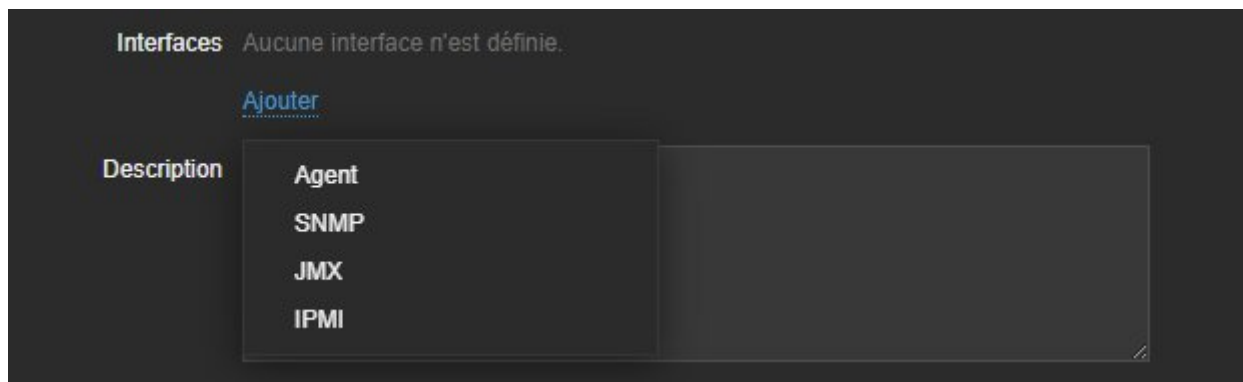 Interfaces Aucune interface n'est définie.
Ajouter
Description
Agent
SNMP
JMX
IPMI